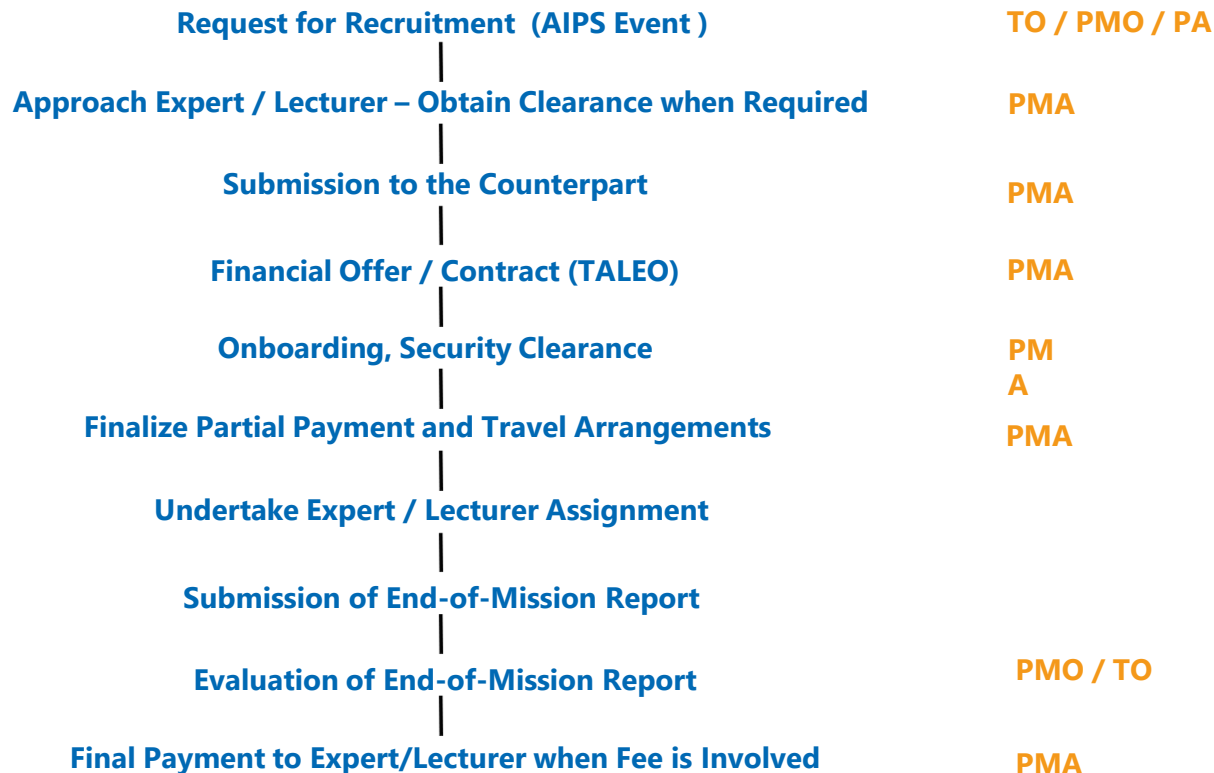 Request for Recruitment (AIPS Event )
TO / PMO / PA
Approach Expert / Lecturer – Obtain Clearance when Required
PMA
Submission to the Counterpart
PMA
Financial Offer / Contract (TALEO)
PMA
Onboarding, Security Clearance
PM
A
Finalize Partial Payment and Travel Arrangements
PMA
Undertake Expert / Lecturer Assignment
Submission of End-of-Mission Report
Evaluation of End-of-Mission Report
PMO / TO
Final Payment to Expert/Lecturer when Fee is Involved
PMA